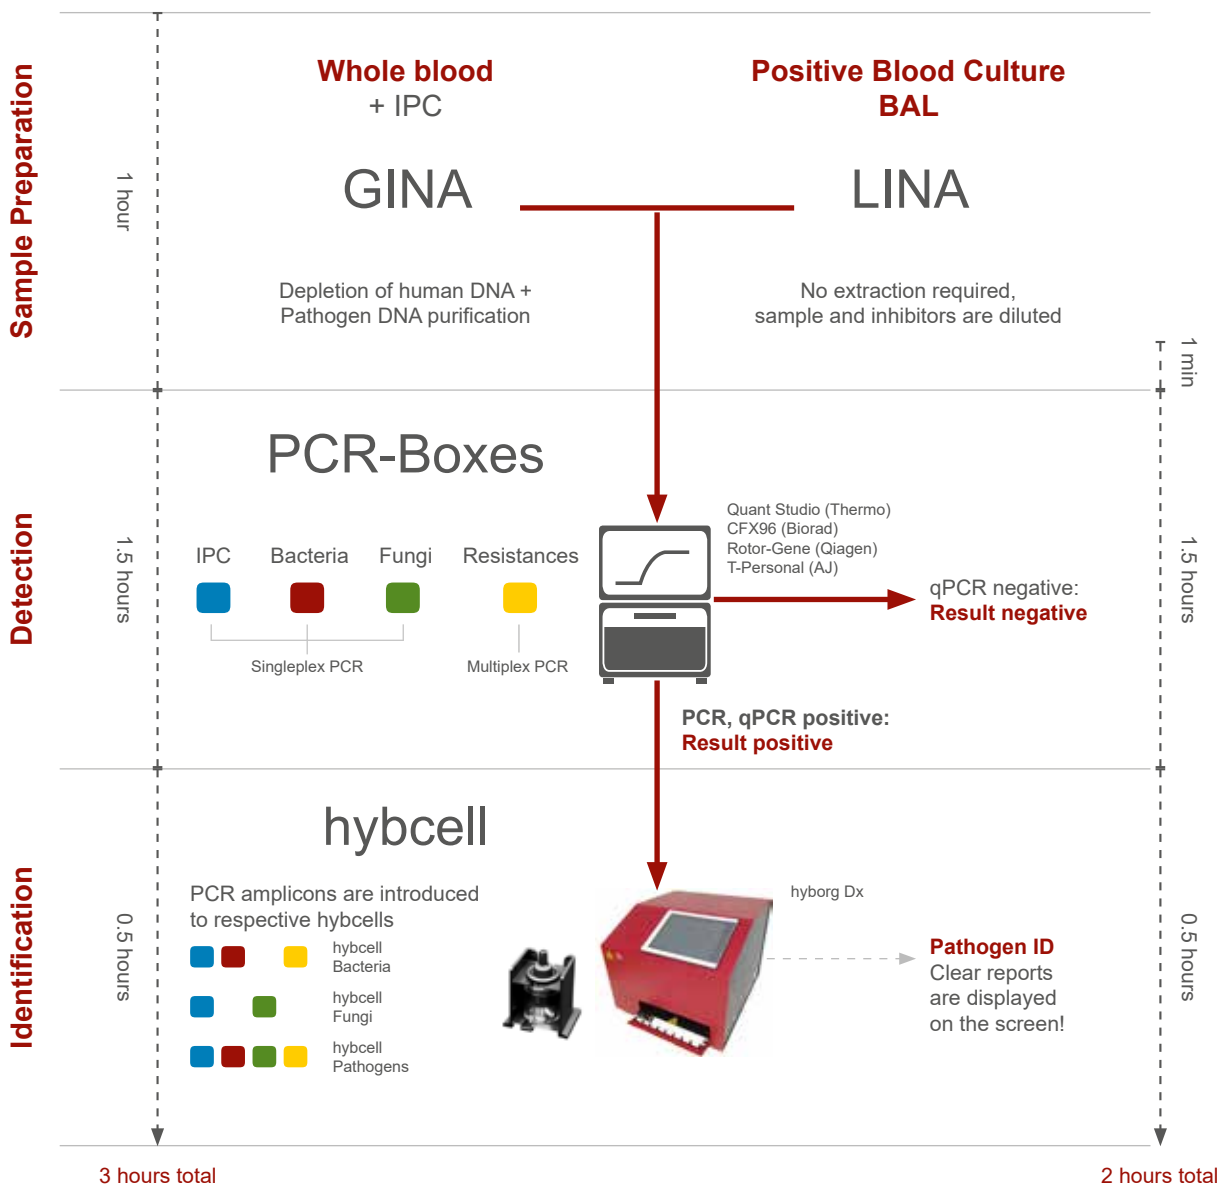 Sample Preparation
1 hour
Whole blood
+ IPC
GINA
Depletion of human DNA +
Pathogen DNA purification
Positive Blood Culture
BAL
LINA
No extraction required,
sample and inhibitors are diluted
1 min
Detection
1.5 hours
PCR-Boxes
IPC
Bacteria
Fungi
Resistances
Singleplex PCR
Multiplex PCR
Quant Studio (Thermo)
CFX96 (Biorad)
Rotor-Gene (Qiagen)
T-Personal (AJ)
qPCR negative:
Result negative
1.5 hours
PCR, qPCR positive:
Result positive
Identification
0.5 hours
hybcell
PCR amplicons are introduced
to respective hybcells
hybcell
Bacteria
hybcell
Fungi
hybcell
Pathogens
hyborg Dx
Pathogen ID
Clear reports
are displayed
on the screen!
0.5 hours
3 hours total
2 hours total